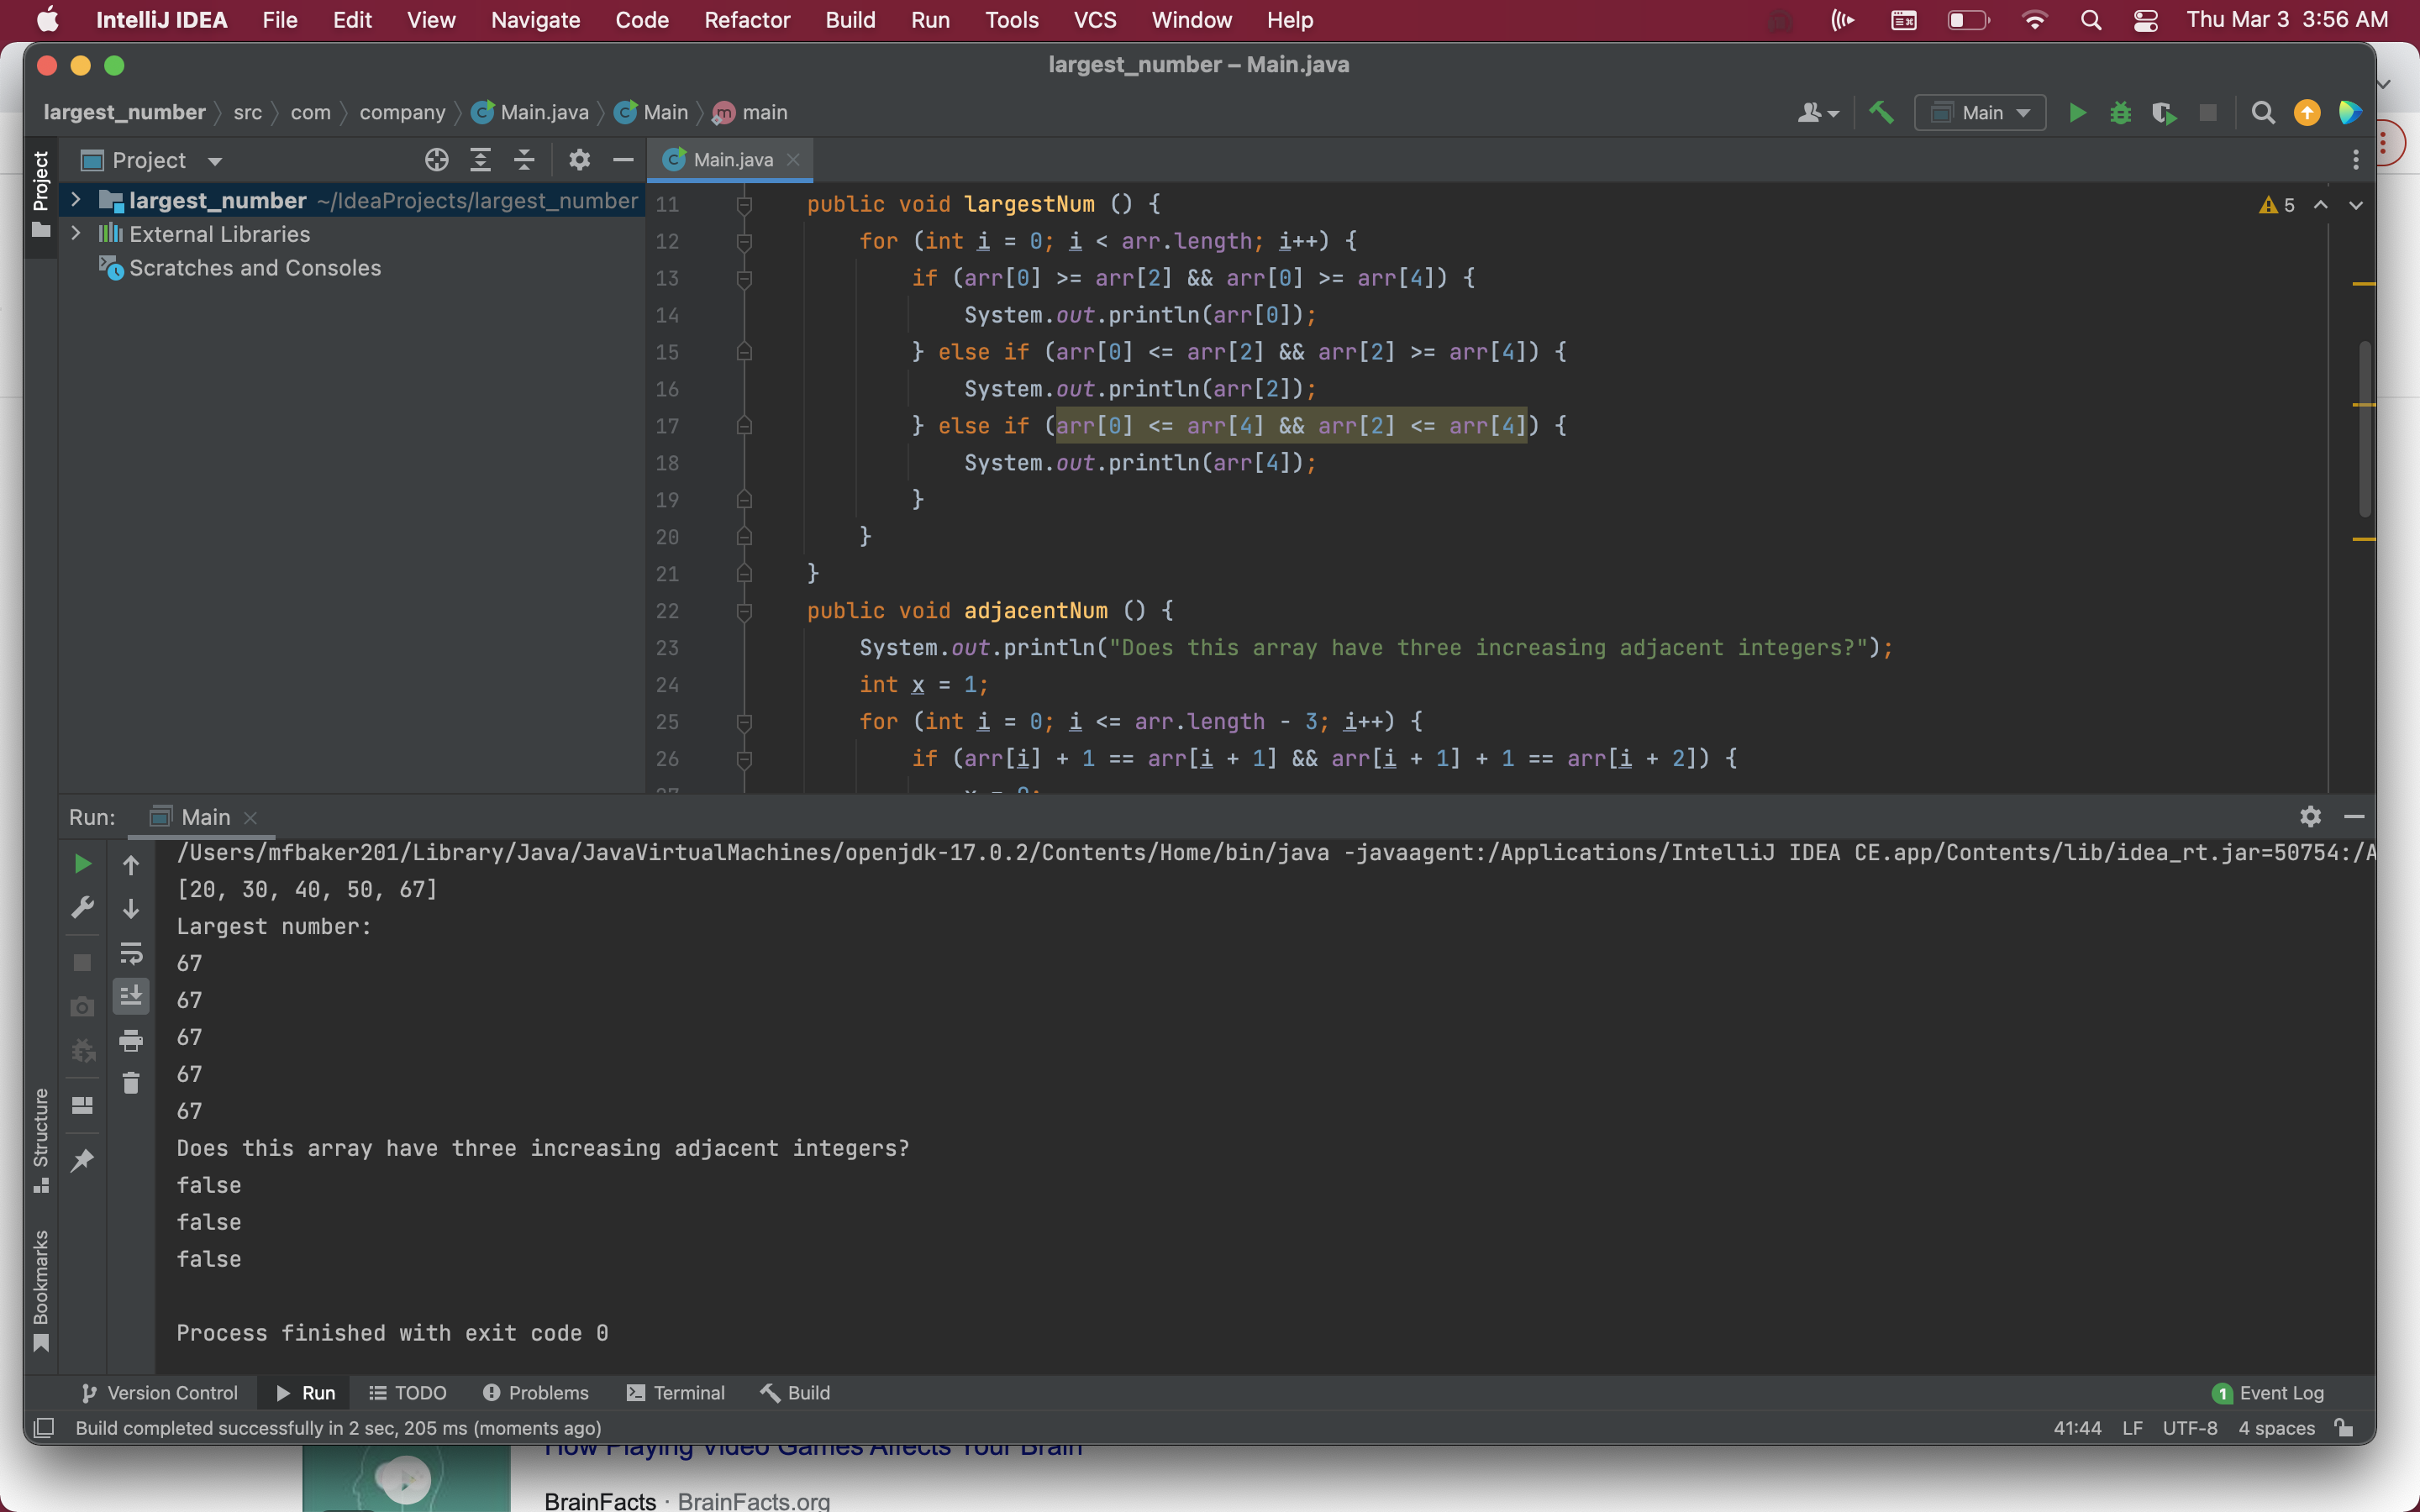 IntelliJ IDEA File Edit View Navigate Code Refactor Build Run Tools VCS Window Help Thu Mar 3 3:56 AM
largest_number – Main.java
largest_number src com company Main.java Main main Main
Project Main.java
Project
largest_number ~/IdeaProjects/largest_number
External Libraries
Scratches and Consoles
5
11 public void largestNum () {
12 for (int i = 0; i < arr.length; i++) {
13 if (arr[0] >= arr[2] && arr[0] >= arr[4]) {
14 System.out.println(arr[0]);
15 } else if (arr[0] <= arr[2] && arr[2] >= arr[4]) {
16 System.out.println(arr[2]);
17 } else if (arr[0] <= arr[4] && arr[2] <= arr[4]) {
18 System.out.println(arr[4]);
19 }
20 }
21 }
22 public void adjacentNum () {
23 System.out.println("Does this array have three increasing adjacent integers?");
24 int x = 1;
25 for (int i = 0; i <= arr.length - 3; i++) {
26 if (arr[i] + 1 == arr[i + 1] && arr[i + 1] + 1 == arr[i + 2]) {
Run: Main
/Users/mfbaker201/Library/Java/JavaVirtualMachines/openjdk-17.0.2/Contents/Home/bin/java -javaagent:/Applications/IntelliJ IDEA CE.app/Contents/lib/idea_rt.jar=50754:/A
[20, 30, 40, 50, 67]
Largest number:
67
67
67
67
67
Does this array have three increasing adjacent integers?
false
false
false
Process finished with exit code 0
Structure
Bookmarks
Version Control Run TODO Problems Terminal Build 1 Event Log
Build completed successfully in 2 sec, 205 ms (moments ago) 41:44 LF UTF-8 4 spaces
How Playing Video Games Affects Your Brain
BrainFacts · BrainFacts.org